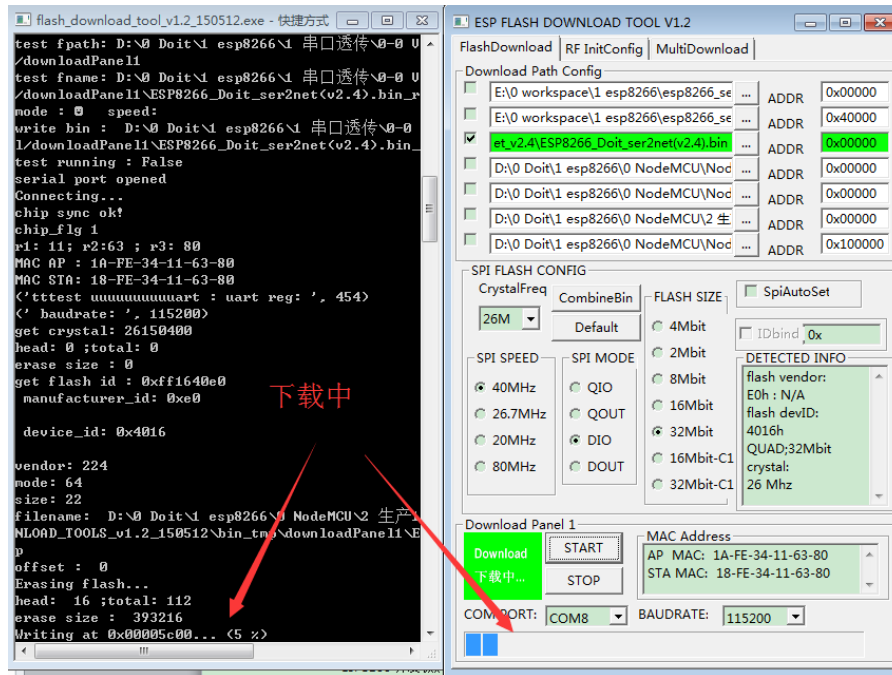 flash_download_tool_v1.2_150512.exe - 快捷方式
test fpath: D:\0 Doit\1 esp8266\1 串口透传\0-0 U
/downloadPanel1
test fname: D:\0 Doit\1 esp8266\1 串口透传\0-0 U
/downloadPanel1\ESP8266_Doit_ser2net(v2.4).bin_r
mode : 0 speed:
write bin : D:\0 Doit\1 esp8266\1 串口透传\0-0
l/downloadPanel1\ESP8266_Doit_ser2net(v2.4).bin_
test running : False
serial port opened
Connecting...
chip sync ok!
chip_flg 1
r1: 11; r2:63 ; r3: 80
MAC AP : 1A-FE-34-11-63-80
MAC STA: 18-FE-34-11-63-80
('tttest uuuuuuuuuuart : uart reg: ', 454)
(' baudrate: ', 115200)
get crystal: 26150400
head: 0 ;total: 0
erase size : 0
get flash id : 0xff1640e0
manufacturer_id: 0xe0
device_id: 0x4016
vendor: 224
mode: 64
size: 22
filename: D:\0 Doit\1 esp8266\0 NodeMCU\2 生产
NLOAD_TOOLS_v1.2_150512\bin_tmp\downloadPanel1\E
p
offset : 0
Erasing flash...
head: 16 ;total: 112
erase size : 393216
Writing at 0x00005c00... (5 %)
下载中
ESP FLASH DOWNLOAD TOOL V1.2
FlashDownload RF InitConfig MultiDownload
Download Path Config
E:\0 workspace\1 esp8266\esp8266_se ... ADDR 0x00000
E:\0 workspace\1 esp8266\esp8266_se ... ADDR 0x40000
et_v2.4\ESP8266_Doit_ser2net(v2.4).bin ... ADDR 0x00000
D:\0 Doit\1 esp8266\0 NodeMCU\Nod ... ADDR 0x00000
D:\0 Doit\1 esp8266\0 NodeMCU\Nod ... ADDR 0x00000
D:\0 Doit\1 esp8266\0 NodeMCU\2 生 ... ADDR 0x00000
D:\0 Doit\1 esp8266\0 NodeMCU\Nod ... ADDR 0x100000
SPI FLASH CONFIG
CrystalFreq
26M
CombineBin
Default
SPI SPEED
40MHz
26.7MHz
20MHz
80MHz
SPI MODE
QIO
QOUT
DIO
DOUT
FLASH SIZE
4Mbit
2Mbit
8Mbit
16Mbit
32Mbit
16Mbit-C1
32Mbit-C1
SpiAutoSet
IDbind 0x
DETECTED INFO
flash vendor:
E0h : N/A
flash devID:
4016h
QUAD;32Mbit
crystal:
26 Mhz
Download Panel 1
Download
下载中...
START
STOP
MAC Address
AP MAC: 1A-FE-34-11-63-80
STA MAC: 18-FE-34-11-63-80
COM PORT: COM8 BAUDRATE: 115200